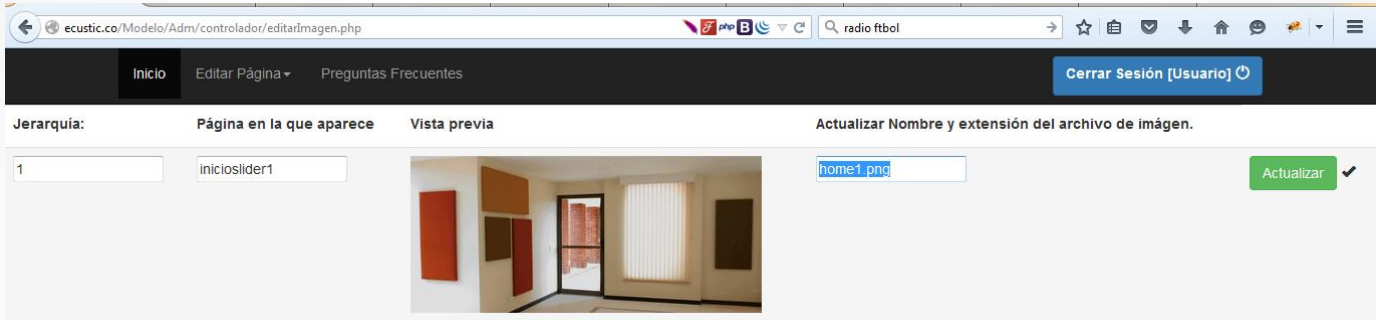 ecustic.co/Modelo/Adm/controlador/editarImagen.php php B radio ftbol
Inicio Editar Página Preguntas Frecuentes Cerrar Sesión [Usuario]
Jerarquía: Página en la que aparece Vista previa Actualizar Nombre y extensión del archivo de imágen.
1 inicioslider1 home1.png Actualizar